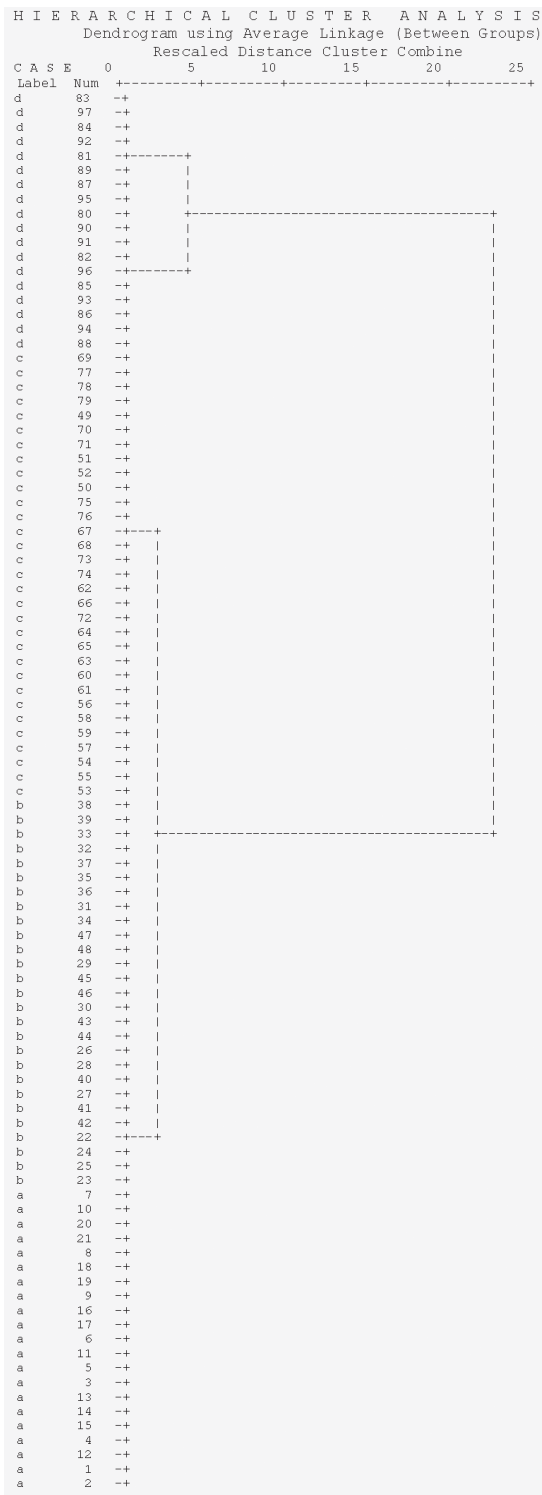 H I E R A R C H I C A L C L U S T E R A N A L Y S I S
Dendrogram using Average Linkage (Between Groups)
Rescaled Distance Cluster Combine
C A S E 0 5 10 15 20 25
Label Num +---------+---------+---------+---------+---------+
d 83 -+
d 97 -+
d 84 -+
d 92 -+
d 81 -+-------+
d 89 -+ |
d 87 -+ |
d 95 -+ |
d 80 -+ +-------------------------------------+
d 90 -+ | |
d 91 -+ | |
d 82 -+ | |
d 96 -+-------+ |
d 85 -+ |
d 93 -+ |
d 86 -+ |
d 94 -+ |
d 88 -+ |
c 69 -+ |
c 77 -+ |
c 78 -+ |
c 79 -+ |
c 49 -+ |
c 70 -+ |
c 71 -+ |
c 51 -+ |
c 52 -+ |
c 50 -+ |
c 75 -+ |
c 76 -+ |
c 67 -+---+ |
c 68 -+ | |
c 73 -+ | |
c 74 -+ | |
c 62 -+ | |
c 66 -+ | |
c 72 -+ | |
c 64 -+ | |
c 65 -+ | |
c 63 -+ | |
c 60 -+ | |
c 61 -+ | |
c 56 -+ | |
c 58 -+ | |
c 59 -+ | |
c 57 -+ | |
c 54 -+ | |
c 55 -+ | |
c 53 -+ | |
b 38 -+ | |
b 39 -+ | |
b 33 -+ +-----------------------------------------+
b 32 -+ |
b 37 -+ |
b 35 -+ |
b 36 -+ |
b 31 -+ |
b 34 -+ |
b 47 -+ |
b 48 -+ |
b 29 -+ |
b 45 -+ |
b 46 -+ |
b 30 -+ |
b 43 -+ |
b 44 -+ |
b 26 -+ |
b 28 -+ |
b 40 -+ |
b 27 -+ |
b 41 -+ |
b 42 -+ |
b 22 -+---+
b 24 -+
b 25 -+
b 23 -+
a 7 -+
a 10 -+
a 20 -+
a 21 -+
a 8 -+
a 18 -+
a 19 -+
a 9 -+
a 16 -+
a 17 -+
a 6 -+
a 11 -+
a 5 -+
a 3 -+
a 13 -+
a 14 -+
a 15 -+
a 4 -+
a 12 -+
a 1 -+
a 2 -+